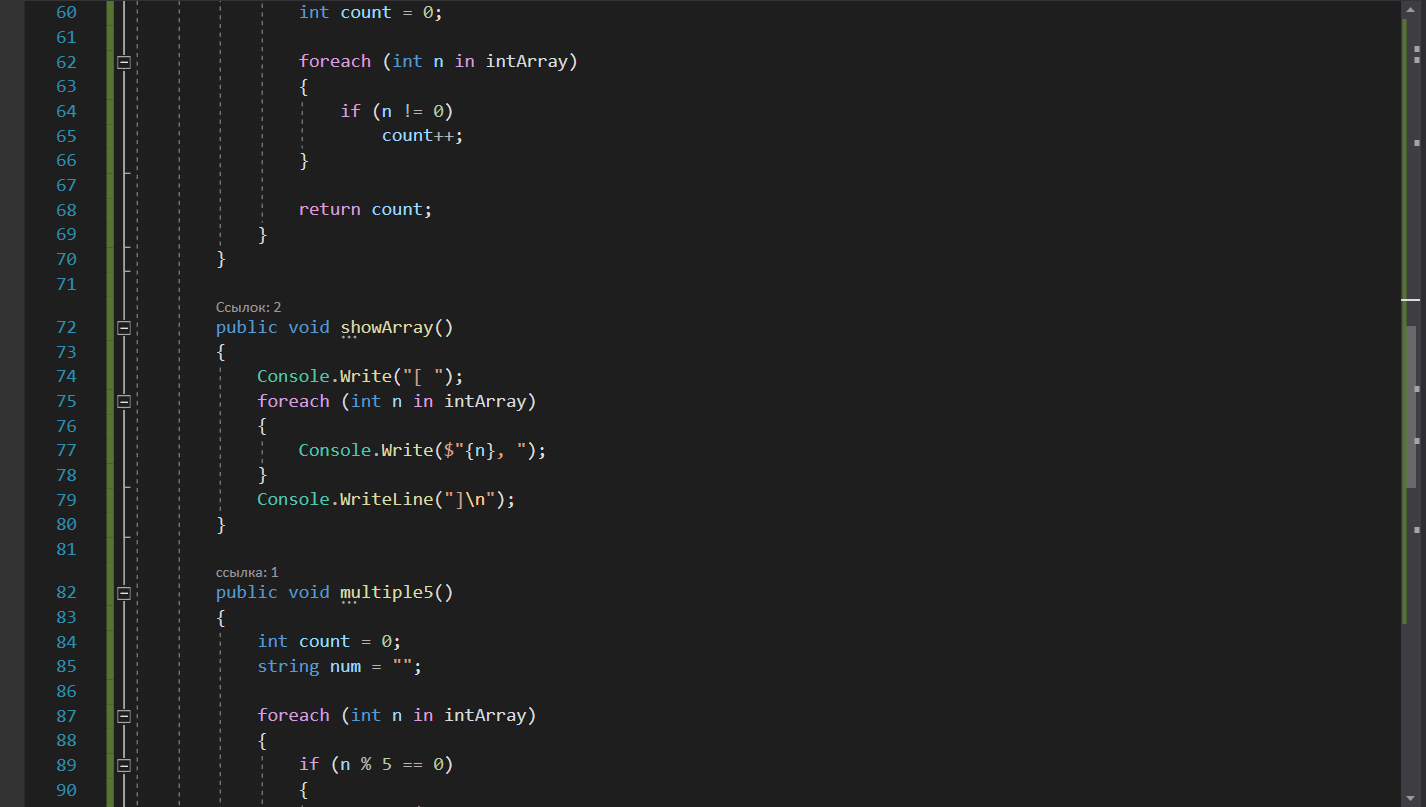 60 int count = 0;
61
62 foreach (int n in intArray)
63 {
64 if (n != 0)
65 count++;
66 }
67
68 return count;
69 }
70 }
71
Ссылок: 2
72 public void showArray()
73 {
74 Console.Write("[ ");
75 foreach (int n in intArray)
76 {
77 Console.Write($"{n}, ");
78 }
79 Console.WriteLine("]\n");
80 }
81
ссылка: 1
82 public void multiple5()
83 {
84 int count = 0;
85 string num = "";
86
87 foreach (int n in intArray)
88 {
89 if (n % 5 == 0)
90 {